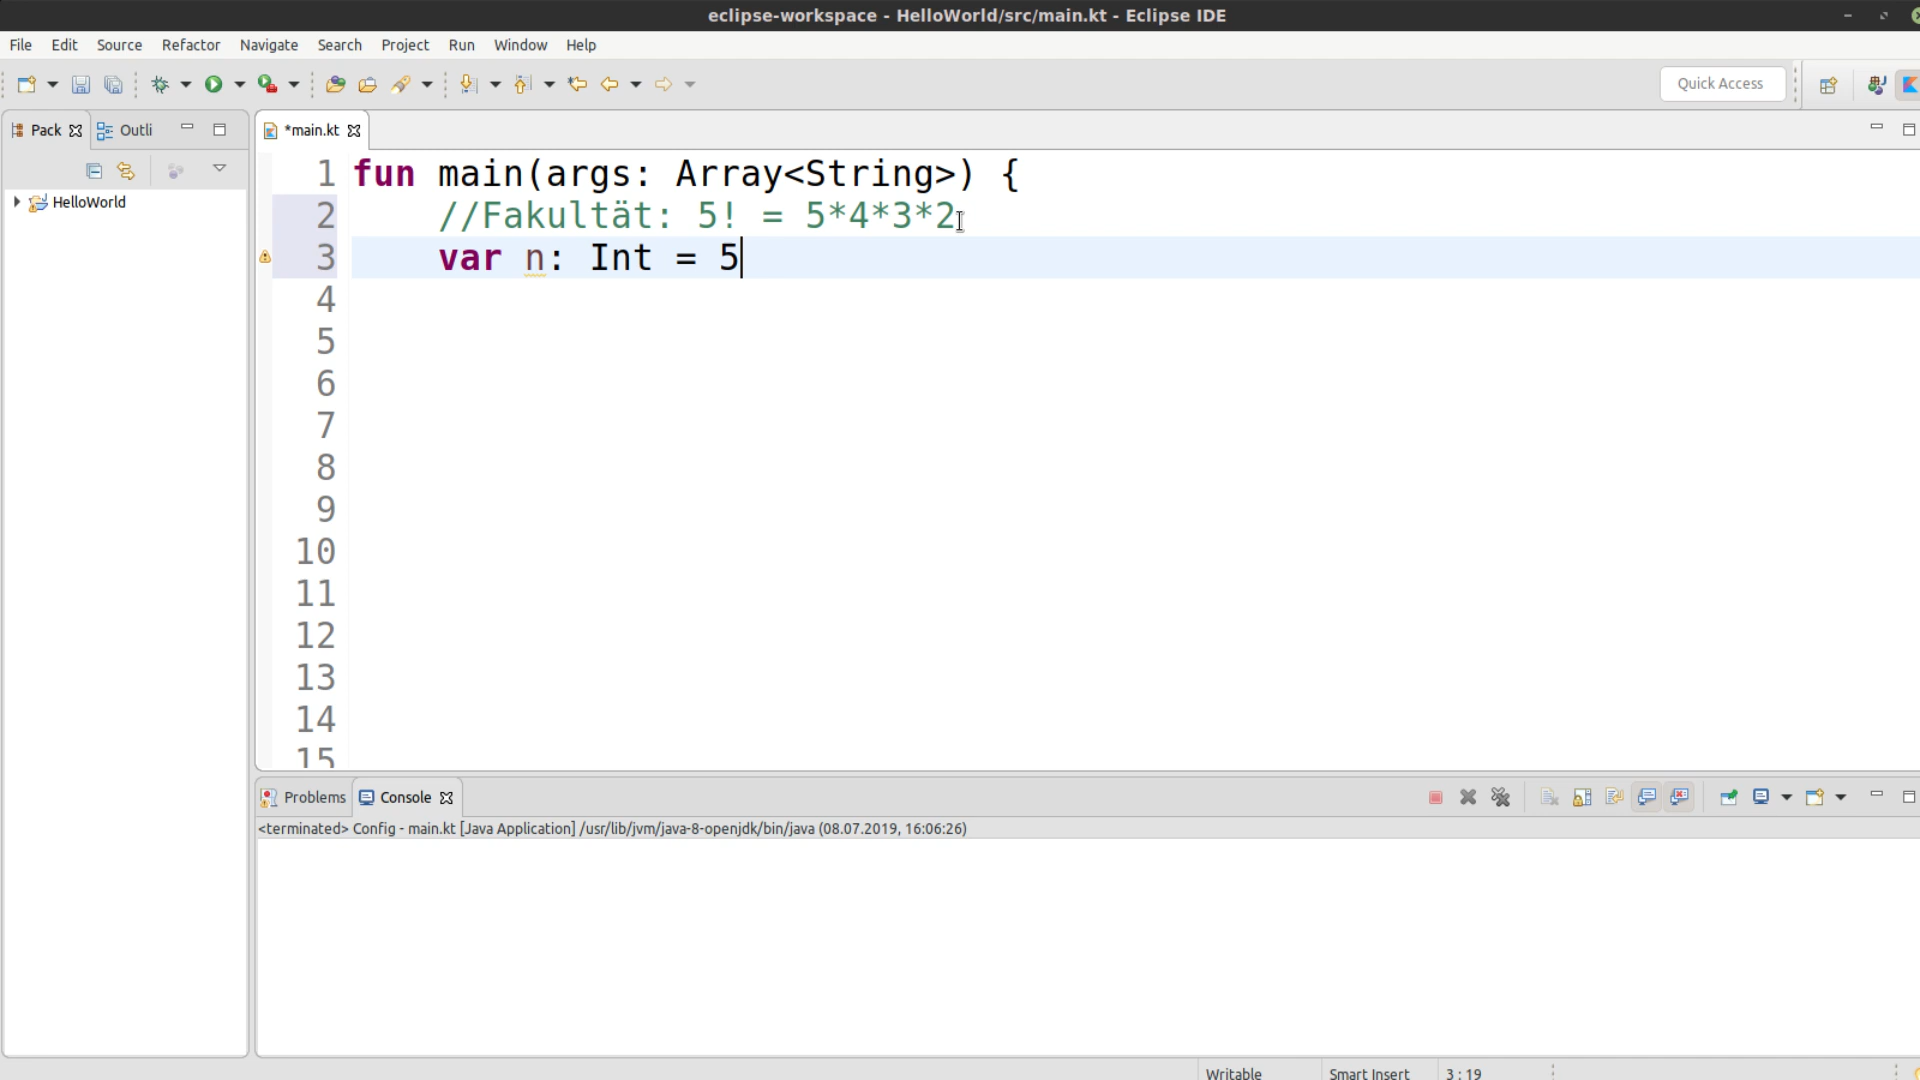 eclipse-workspace - HelloWorld/src/main.kt - Eclipse IDE
File Edit Source Refactor Navigate Search Project Run Window Help
Quick Access
Pack Outli *main.kt
HelloWorld
1 fun main(args: Array<String>) {
2 //Fakultät: 5! = 5*4*3*2
3 var n: Int = 5
4
5
6
7
8
9
10
11
12
13
14
15
Problems Console
<terminated> Config - main.kt [Java Application] /usr/lib/jvm/java-8-openjdk/bin/java (08.07.2019, 16:06:26)
Writable Smart Insert 3 : 19